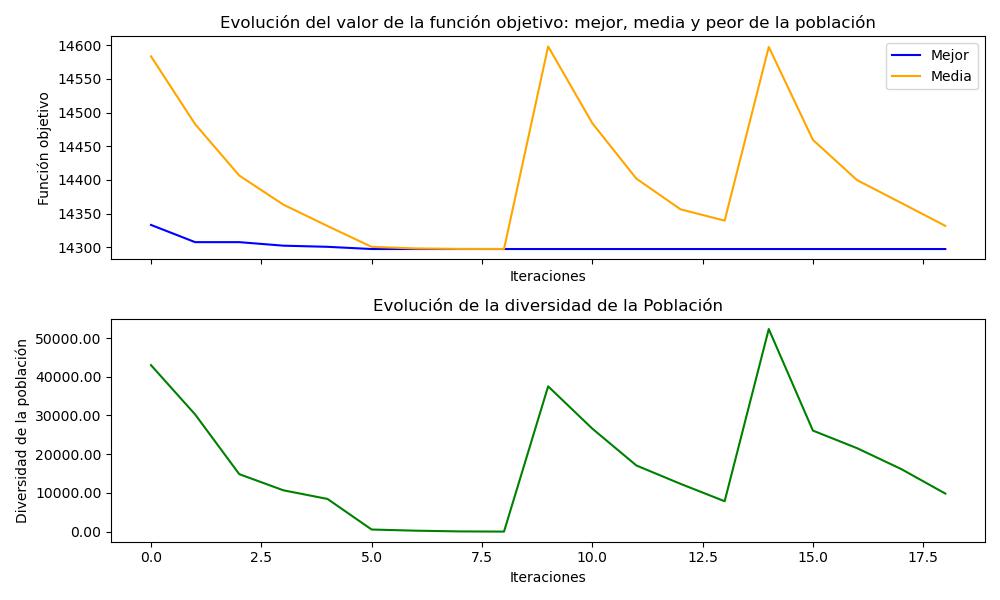 Evolución del valor de la función objetivo: mejor, media y peor de la población
Función objetivo
14600
14550
14500
14450
14400
14350
14300
Mejor
Media
Iteraciones
Evolución de la diversidad de la Población
Diversidad de la población
50000.00
40000.00
30000.00
20000.00
10000.00
0.00
0.0 2.5 5.0 7.5 10.0 12.5 15.0 17.5
Iteraciones